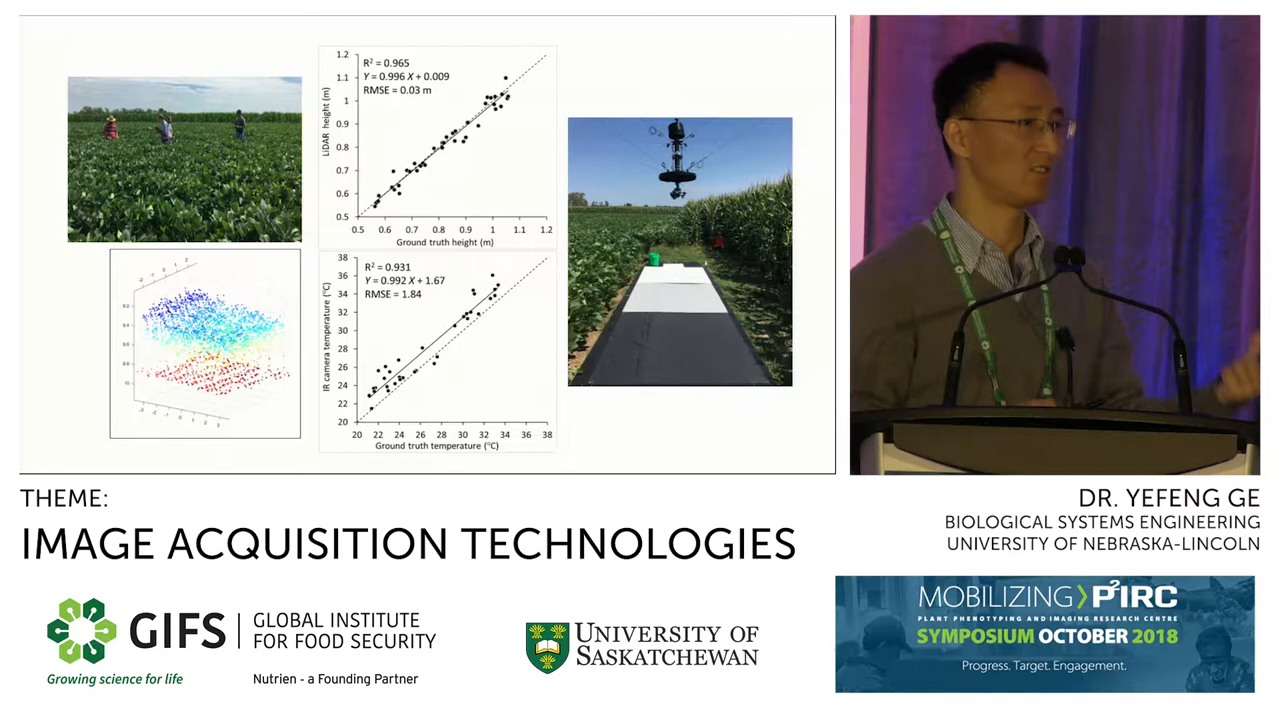 R² = 0.965
Y = 0.996 X + 0.009
RMSE = 0.03 m
LiDAR height (m)
1.2
1.1
1
0.9
0.8
0.7
0.6
0.5
0.5 0.6 0.7 0.8 0.9 1 1.1 1.2
Ground truth height (m)
R² = 0.931
Y = 0.992 X + 1.67
RMSE = 1.84
IR camera temperature (°C)
38
36
34
32
30
28
26
24
22
20
20 22 24 26 28 30 32 34 36 38
Ground truth temperature (°C)
THEME:
IMAGE ACQUISITION TECHNOLOGIES
DR. YEFENG GE
BIOLOGICAL SYSTEMS ENGINEERING
UNIVERSITY OF NEBRASKA-LINCOLN
GIFS
GLOBAL INSTITUTE
FOR FOOD SECURITY
Growing science for life
Nutrien - a Founding Partner
UNIVERSITY OF
SASKATCHEWAN
MOBILIZING P²IRC
PLANT PHENOTYPING AND IMAGING RESEARCH CENTRE
SYMPOSIUM OCTOBER 2018
Progress. Target. Engagement.